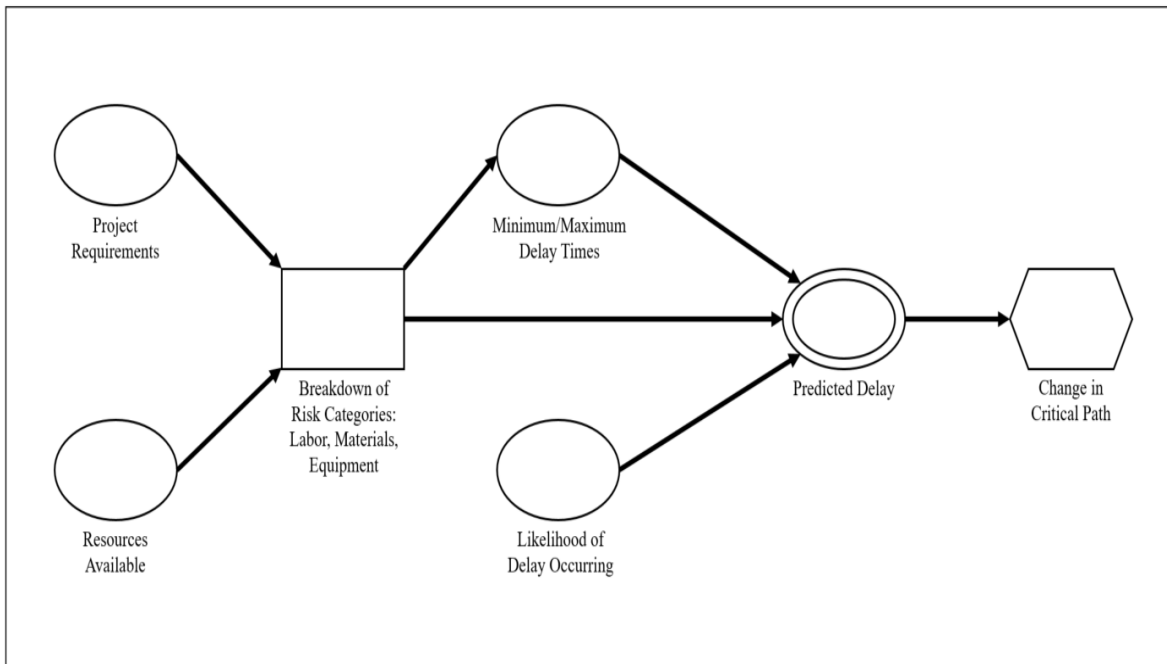 Project
Requirements
Minimum/Maximum
Delay Times
Breakdown of
Risk Categories:
Labor, Materials,
Equipment
Predicted Delay
Change in
Critical Path
Resources
Available
Likelihood of
Delay Occurring